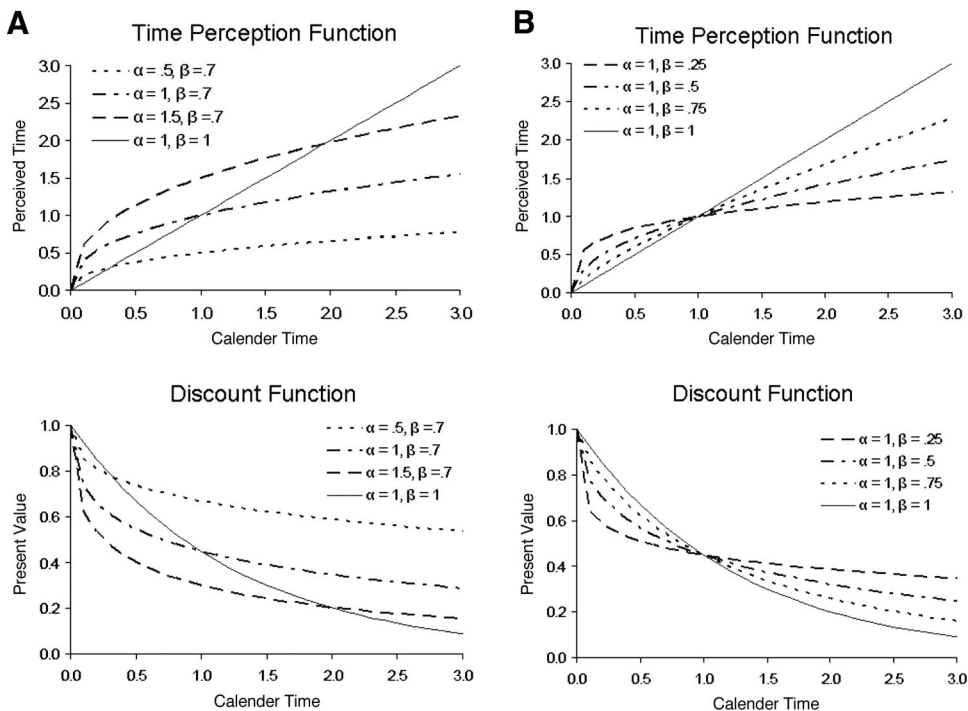 A
Time Perception Function
α = .5, β =.7
α = 1, β =.7
α = 1.5, β =.7
α = 1, β = 1
Perceived Time
3.0
2.5
2.0
1.5
1.0
0.5
0.0
0.0 0.5 1.0 1.5 2.0 2.5 3.0
Calender Time
Discount Function
α = .5, β =.7
α = 1, β =.7
α = 1.5, β =.7
α = 1, β = 1
Present Value
1.0
0.8
0.6
0.4
0.2
0.0
0.0 0.5 1.0 1.5 2.0 2.5 3.0
Calender Time
B
Time Perception Function
α = 1, β = .25
α = 1, β = .5
α = 1, β = .75
α = 1, β = 1
Perceived Time
3.0
2.5
2.0
1.5
1.0
0.5
0.0
0.0 0.5 1.0 1.5 2.0 2.5 3.0
Calender Time
Discount Function
α = 1, β = .25
α = 1, β = .5
α = 1, β = .75
α = 1, β = 1
Present Value
1.0
0.8
0.6
0.4
0.2
0.0
0.0 0.5 1.0 1.5 2.0 2.5 3.0
Calender Time